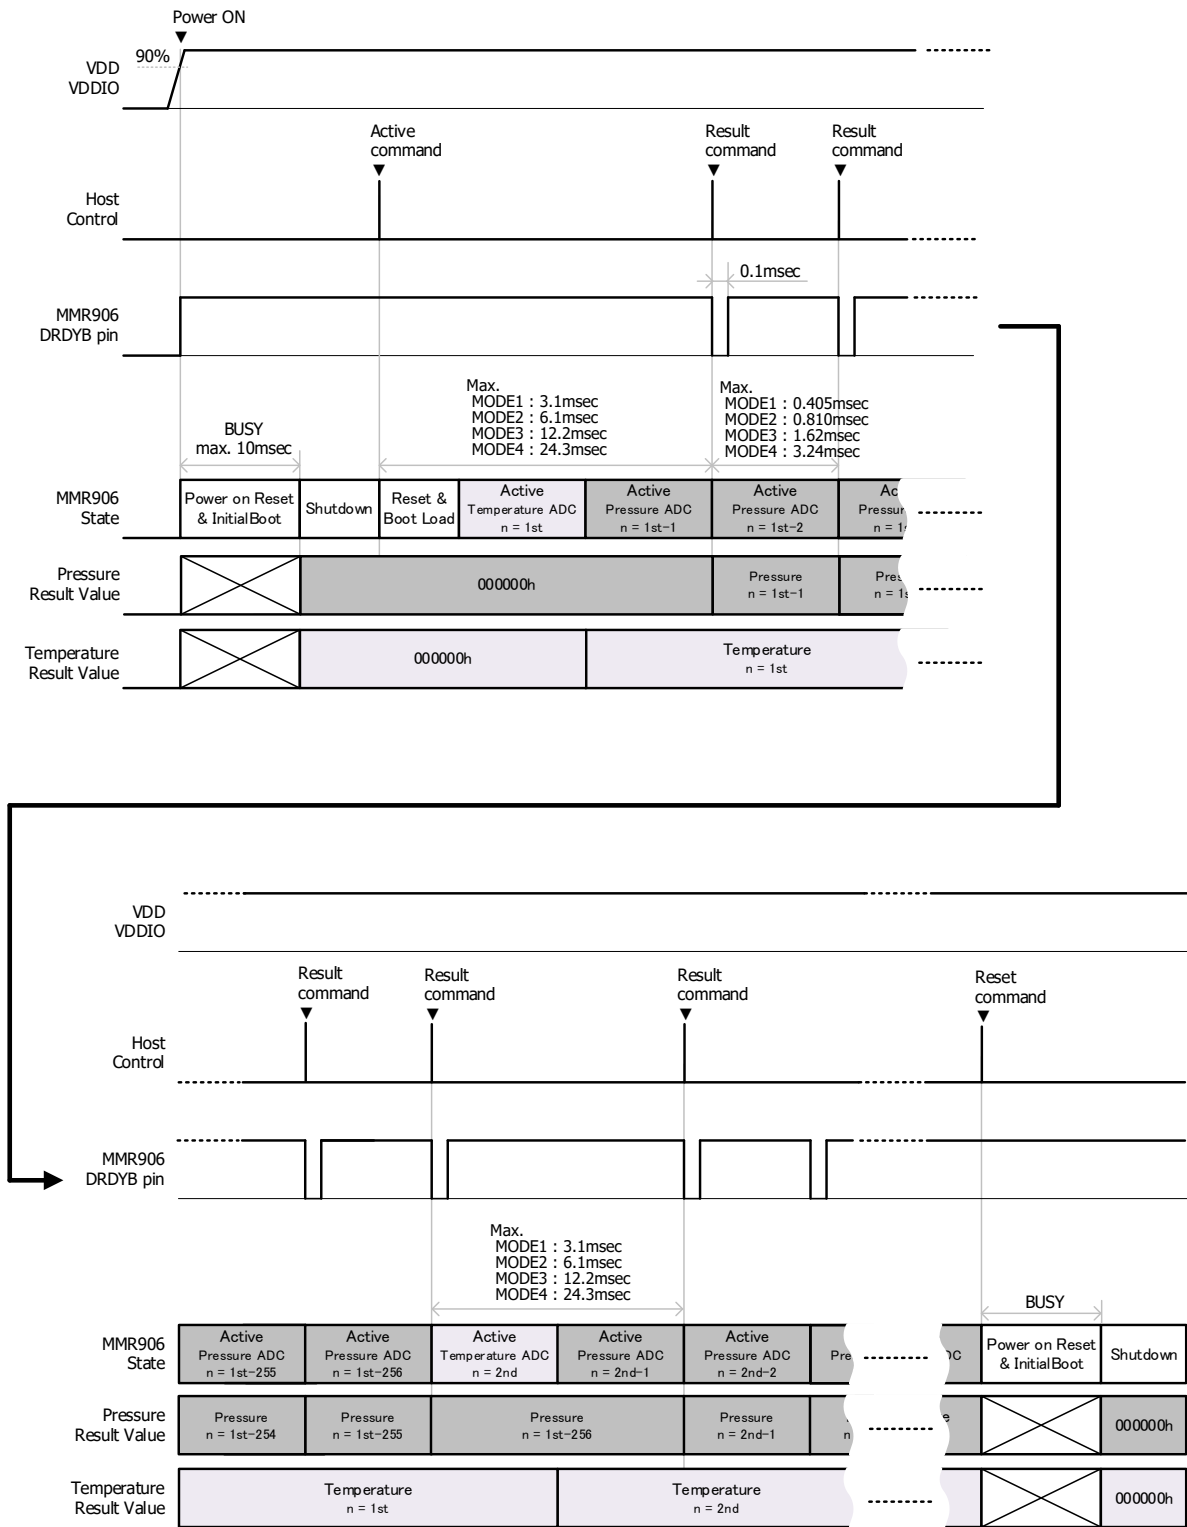 Power ON
90%
VDD
VDDIO
Active
command
Result
command
Result
command
Host
Control
0.1msec
MMR906
DRDYB pin
Max.
MODE1 : 3.1msec
MODE2 : 6.1msec
MODE3 : 12.2msec
MODE4 : 24.3msec
Max.
MODE1 : 0.405msec
MODE2 : 0.810msec
MODE3 : 1.62msec
MODE4 : 3.24msec
BUSY
max. 10msec
MMR906
State
Power on Reset
& InitialBoot
Shutdown
Reset &
Boot Load
Active
Temperature ADC
n = 1st
Active
Pressure ADC
n = 1st-1
Active
Pressure ADC
n = 1st-2
Ac
Pressur
n = 1s
Pressure
Result Value
000000h
Pressure
n = 1st-1
Pres
n = 1s
Temperature
Result Value
000000h
Temperature
n = 1st
VDD
VDDIO
Result
command
Result
command
Result
command
Reset
command
Host
Control
MMR906
DRDYB pin
Max.
MODE1 : 3.1msec
MODE2 : 6.1msec
MODE3 : 12.2msec
MODE4 : 24.3msec
BUSY
MMR906
State
Active
Pressure ADC
n = 1st-255
Active
Pressure ADC
n = 1st-256
Active
Temperature ADC
n = 2nd
Active
Pressure ADC
n = 2nd-1
Active
Pressure ADC
n = 2nd-2
Pre
DC
Power on Reset
& InitialBoot
Shutdown
Pressure
Result Value
Pressure
n = 1st-254
Pressure
n = 1st-255
Pressure
n = 1st-256
Pressure
n = 2nd-1
n
e
000000h
Temperature
Result Value
Temperature
n = 1st
Temperature
n = 2nd
000000h